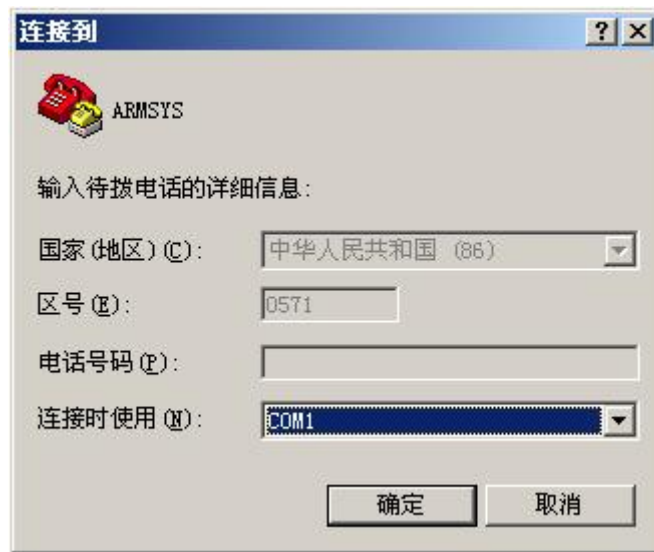 连接到
ARMSYS
输入待拨电话的详细信息:
国家(地区)(C): 中华人民共和国 (86)
区号(E): 0571
电话号码(P):
连接时使用(N): COM1
确定 取消